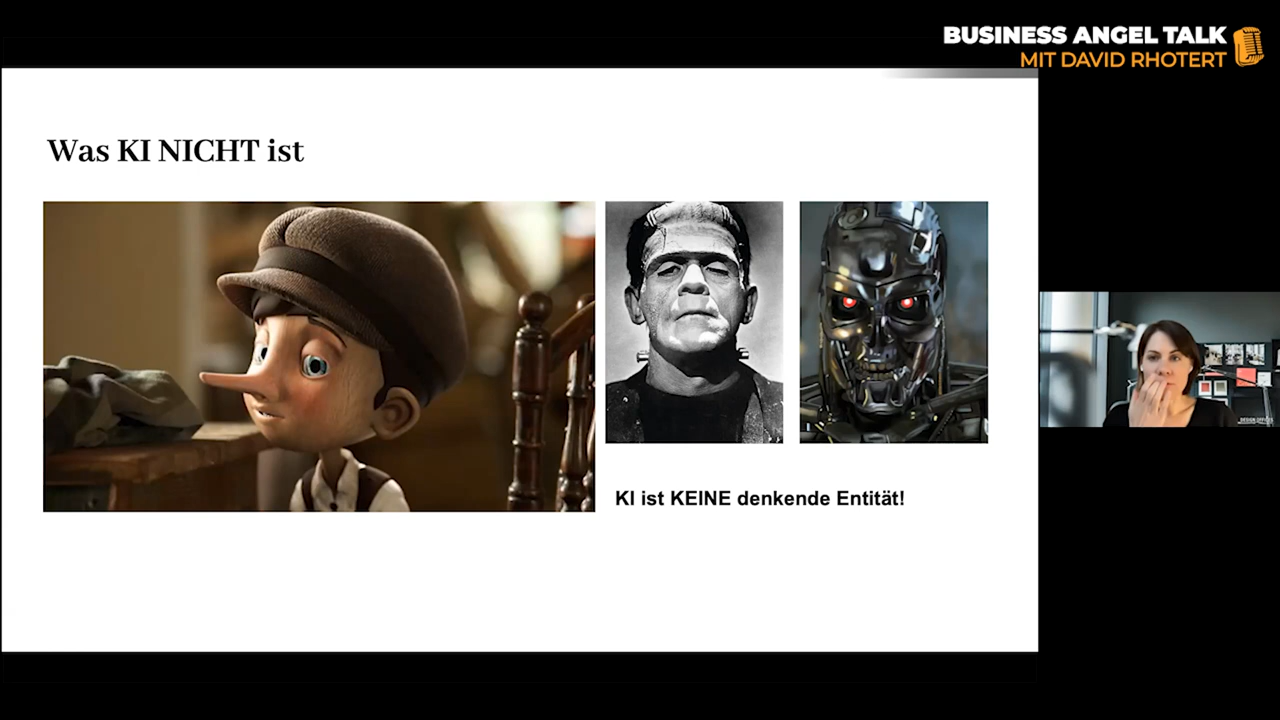 BUSINESS ANGEL TALK
MIT DAVID RHOTERT
Was KI NICHT ist
KI ist KEINE denkende Entität!